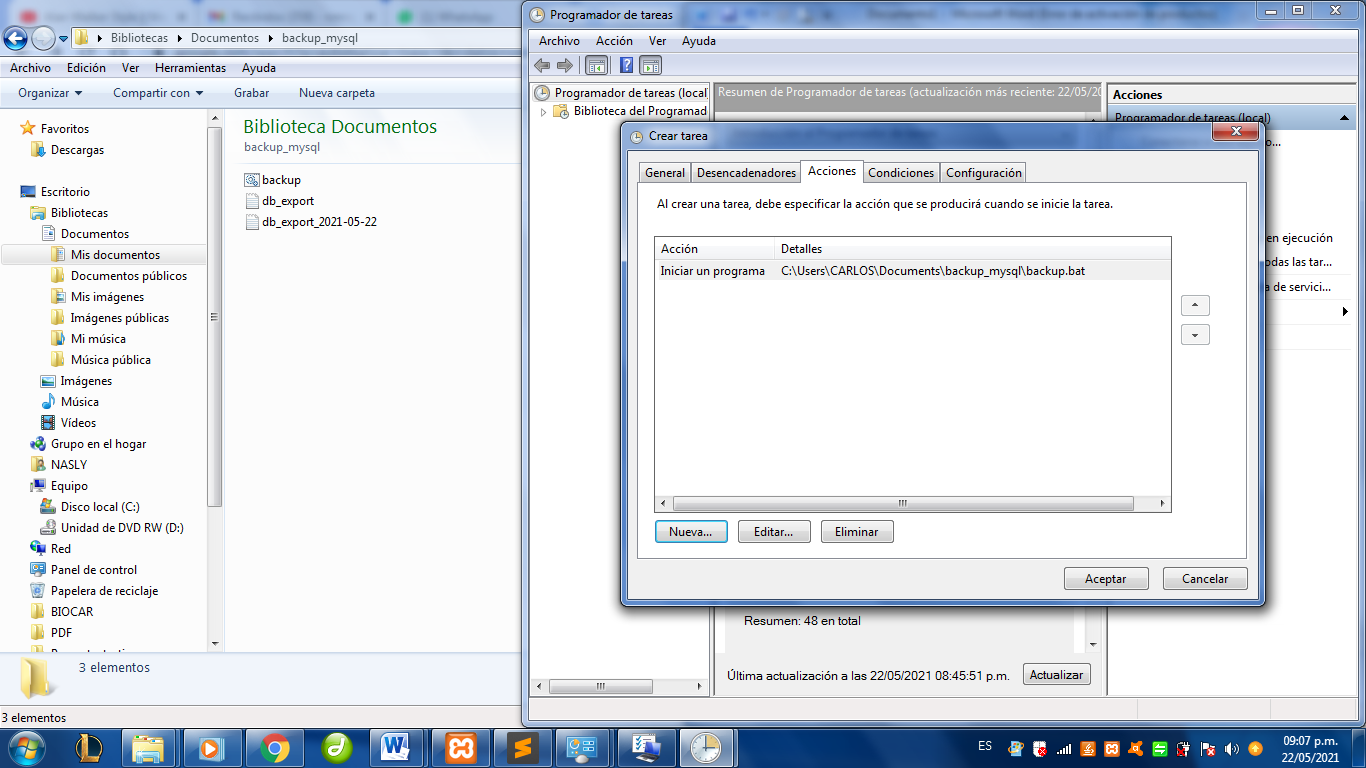 Bibliotecas
Documentos
backup_mysql
Archivo Edición Ver Herramientas Ayuda
Organizar Compartir con Grabar Nueva carpeta
Favoritos
Descargas
Escritorio
Bibliotecas
Documentos
Mis documentos
Documentos públicos
Mis imágenes
Imágenes públicas
Mi música
Música pública
Imágenes
Música
Vídeos
Grupo en el hogar
NASLY
Equipo
Disco local (C:)
Unidad de DVD RW (D:)
Red
Panel de control
Papelera de reciclaje
BIOCAR
PDF
Biblioteca Documentos
backup_mysql
backup
db_export
db_export_2021-05-22
3 elementos
3 elementos
Programador de tareas
Archivo Acción Ver Ayuda
Programador de tareas (local
Biblioteca del Programad
Resumen de Programador de tareas (actualización más reciente: 22/05/20
Acciones
Programador de tareas (local)
en ejecución
odas las tar...
a de servici...
Crear tarea
General Desencadenadores Acciones Condiciones Configuración
Al crear una tarea, debe especificar la acción que se producirá cuando se inicie la tarea.
Acción Detalles
Iniciar un programa C:\Users\CARLOS\Documents\backup_mysql\backup.bat
Nueva... Editar... Eliminar
Aceptar Cancelar
Resumen: 48 en total
Última actualización a las 22/05/2021 08:45:51 p.m. Actualizar
ES
09:07 p.m.
22/05/2021